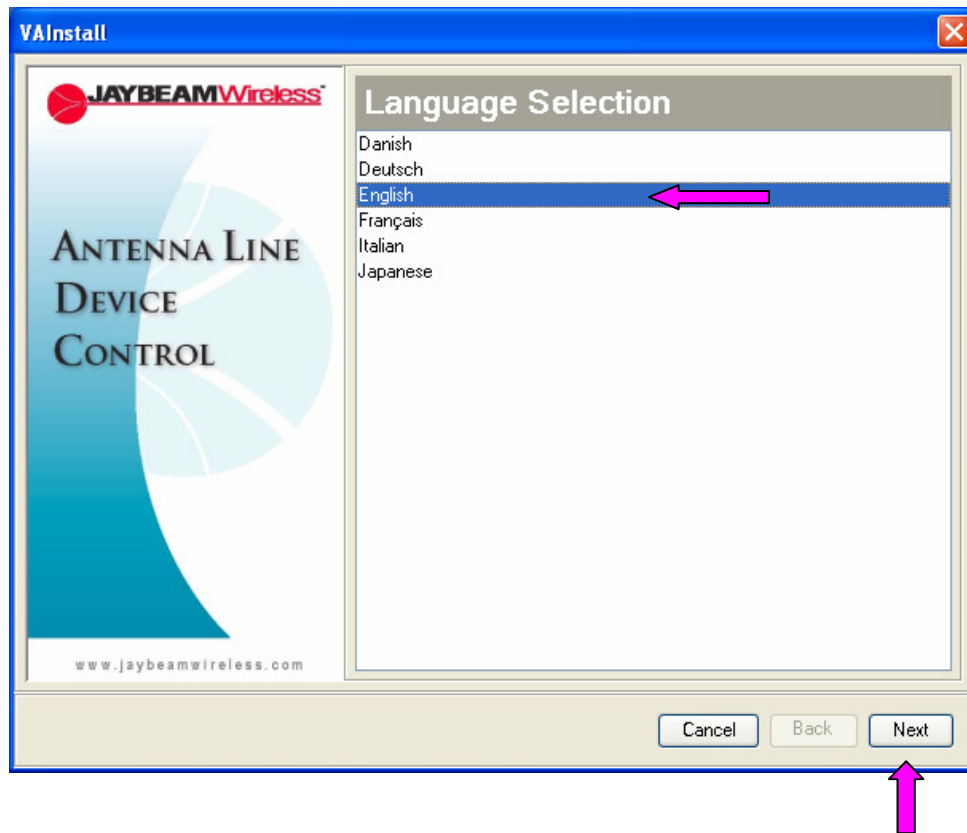 VAInstall
JAYBEAMWireless
Language Selection
Danish
Deutsch
English
Français
Italian
Japanese
ANTENNA LINE
DEVICE
CONTROL
www.jaybeamwireless.com
Cancel Back Next